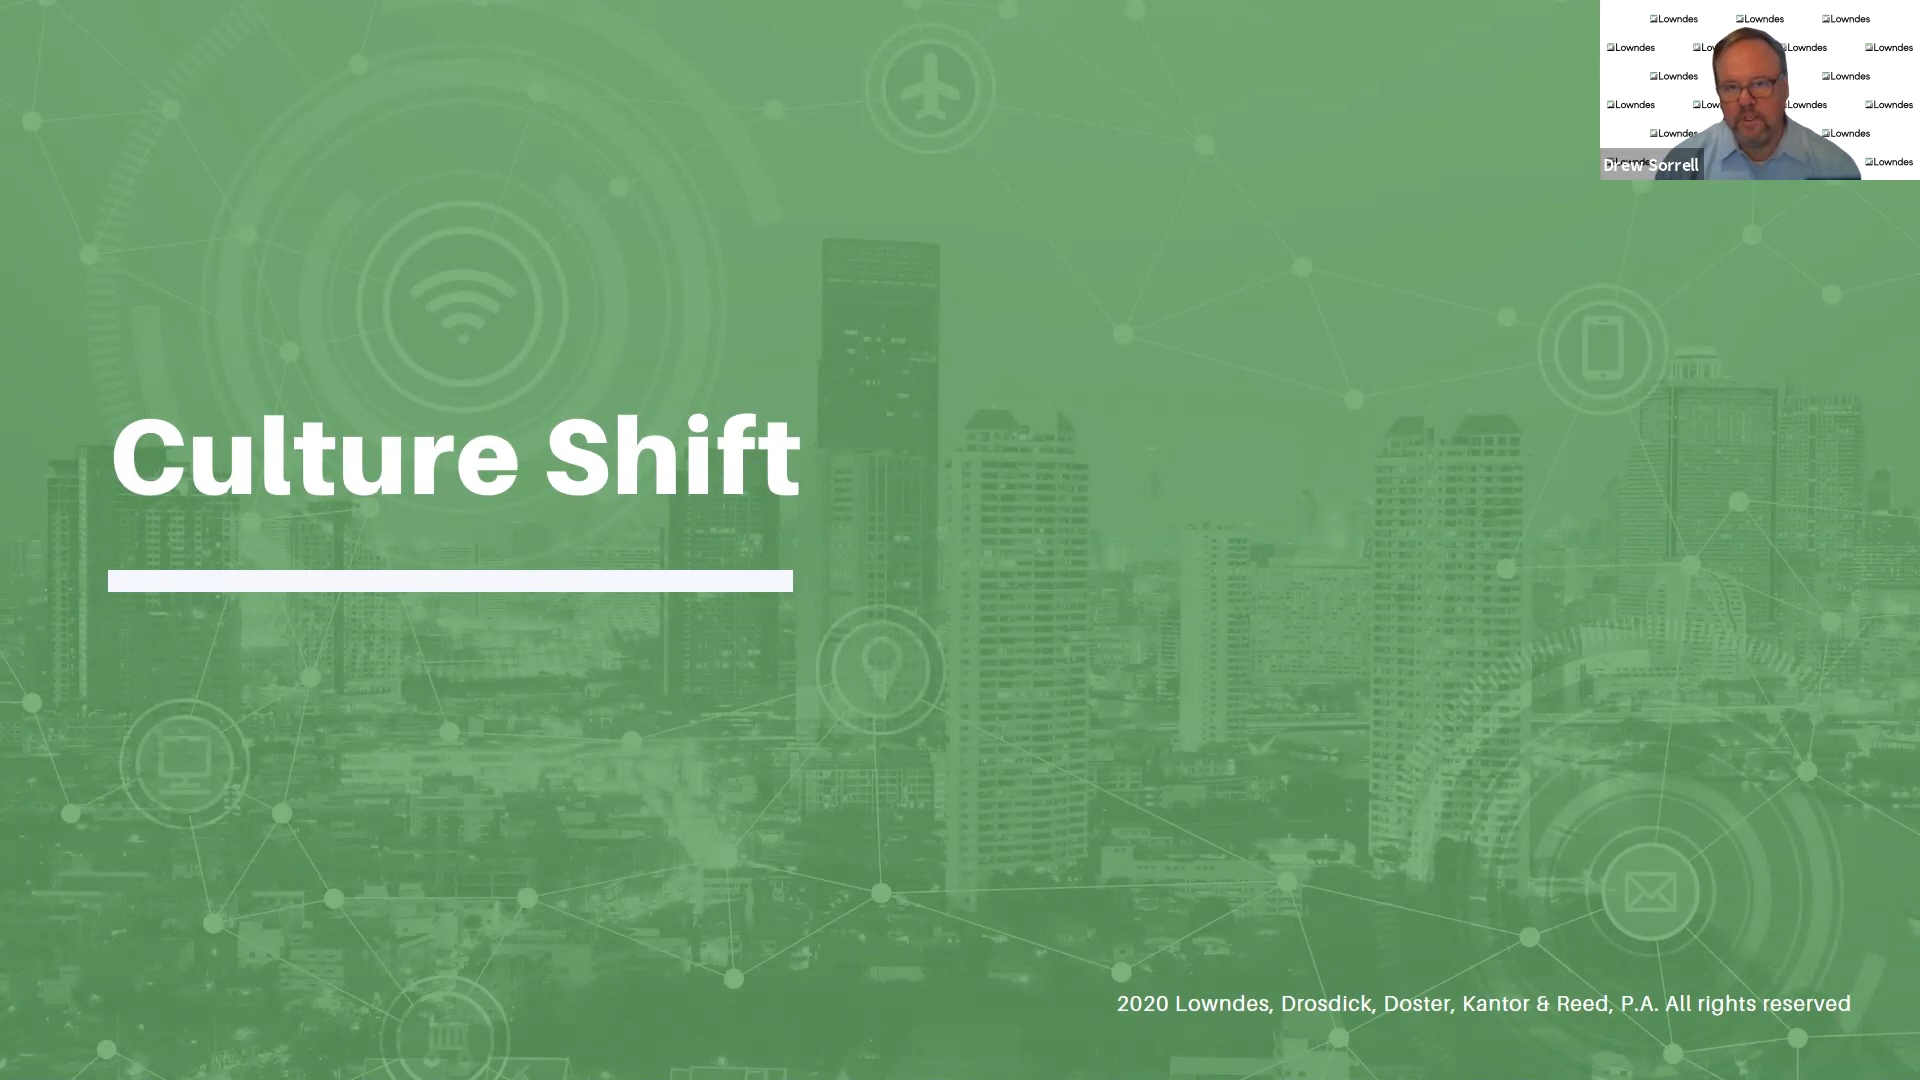 Lowndes Lowndes Lowndes
Lowndes Lowndes Lowndes
Lowndes Lowndes
Lowndes Lowndes Lowndes
Lowndes Lowndes
Lowndes
Drew Sorrell
Culture Shift
2020 Lowndes, Drosdick, Doster, Kantor & Reed, P.A. All rights reserved